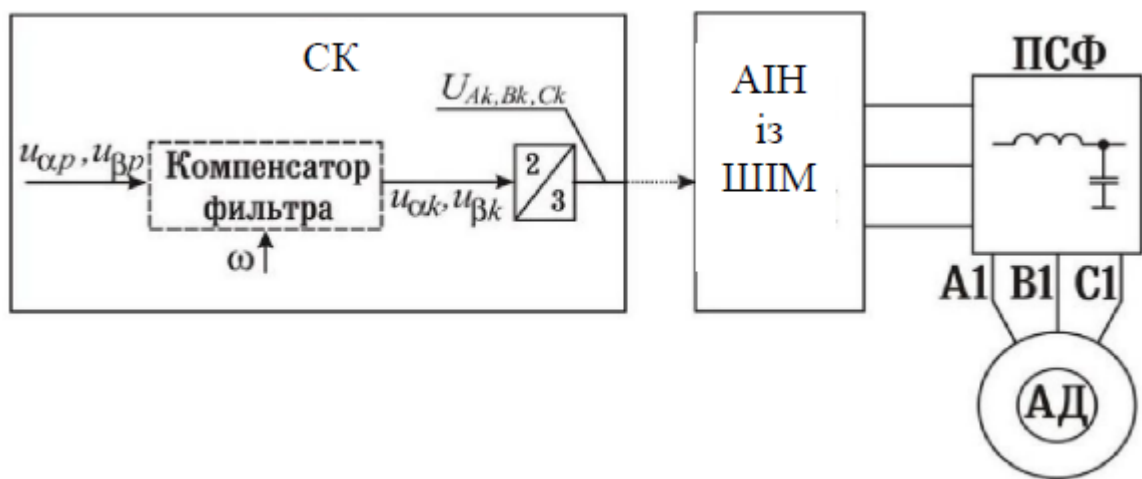 СК
U_{Ak,Bk,Ck}
u_{αp}, u_{βp}
Компенсатор
фильтра
u_{αk}, u_{βk}
ω
2
3
АІН
із
ШІМ
ПСФ
A1 B1 C1
АД